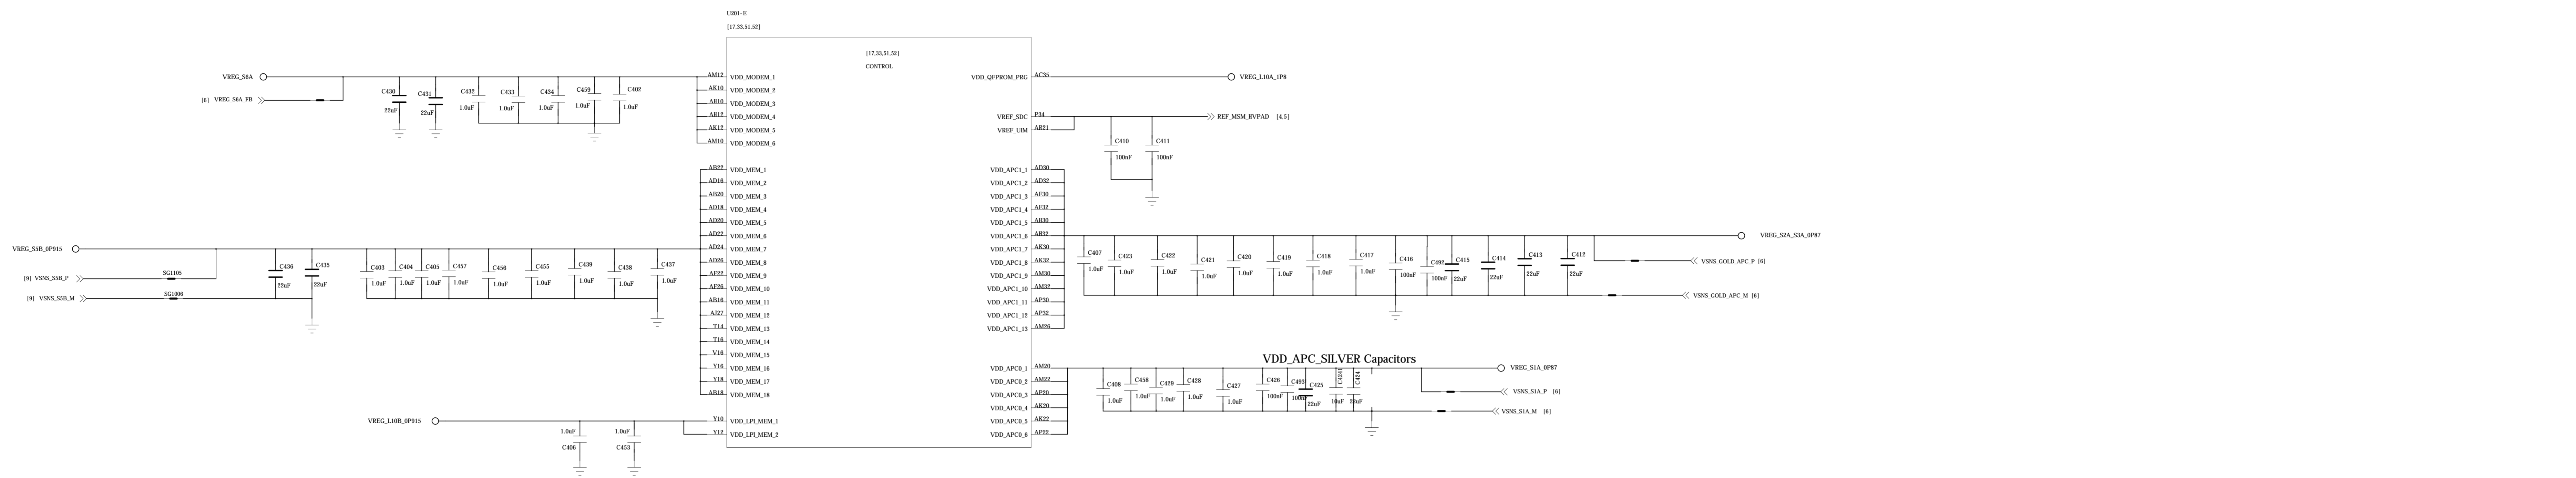 U201-E
[17,33,51,52]
[17,33,51,52]
CONTROL
VREG_S6A
[6] VREG_S6A_FB
C430
22uF
C431
22uF
C432
1.0uF
C433
1.0uF
C434
1.0uF
C459
1.0uF
C402
1.0uF
AM12 VDD_MODEM_1
AK10 VDD_MODEM_2
AR10 VDD_MODEM_3
AR12 VDD_MODEM_4
AK12 VDD_MODEM_5
AM10 VDD_MODEM_6
VDD_QFPROM_PRG AC35
VREG_L10A_1P8
VREF_SDC P34
VREF_UIM AR21
REF_MSM_RVPAD [4,5]
C410
100nF
C411
100nF
AB22 VDD_MEM_1
AD16 VDD_MEM_2
AB20 VDD_MEM_3
AD18 VDD_MEM_4
AD20 VDD_MEM_5
AD22 VDD_MEM_6
AD24 VDD_MEM_7
AD26 VDD_MEM_8
AF22 VDD_MEM_9
AF26 VDD_MEM_10
AB16 VDD_MEM_11
AJ27 VDD_MEM_12
T14 VDD_MEM_13
T16 VDD_MEM_14
V16 VDD_MEM_15
Y16 VDD_MEM_16
Y18 VDD_MEM_17
AB18 VDD_MEM_18
VREG_S5B_0P915
[9] VSNS_S5B_P
SG1105
[9] VSNS_S5B_M
SG1006
C436
22uF
C435
22uF
C403
1.0uF
C404
1.0uF
C405
1.0uF
C457
1.0uF
C456
1.0uF
C455
1.0uF
C439
1.0uF
C438
1.0uF
C437
1.0uF
VDD_APC1_1 AD30
VDD_APC1_2 AD32
VDD_APC1_3 AF30
VDD_APC1_4 AF32
VDD_APC1_5 AR30
VDD_APC1_6 AR32
VDD_APC1_7 AK30
VDD_APC1_8 AK32
VDD_APC1_9 AM30
VDD_APC1_10 AM32
VDD_APC1_11 AP30
VDD_APC1_12 AP32
VDD_APC1_13 AM26
C407
1.0uF
C423
1.0uF
C422
1.0uF
C421
1.0uF
C420
1.0uF
C419
1.0uF
C418
1.0uF
C417
1.0uF
C416
100nF
C492
100nF
C415
22uF
C414
22uF
C413
22uF
C412
22uF
VREG_S2A_S3A_0P87
VSNS_GOLD_APC_P [6]
VSNS_GOLD_APC_M [6]
VDD_APC_SILVER Capacitors
VDD_APC0_1 AM20
VDD_APC0_2 AM22
VDD_APC0_3 AP20
VDD_APC0_4 AK20
VDD_APC0_5 AK22
VDD_APC0_6 AP22
C408
1.0uF
C458
1.0uF
C429
1.0uF
C428
1.0uF
C427
1.0uF
C426
100nF
C493
100nF
C425
22uF
C4241
10uF
C424
22uF
VREG_S1A_0P87
VSNS_S1A_P [6]
VSNS_S1A_M [6]
VREG_L10B_0P915
1.0uF
C406
1.0uF
C453
Y10 VDD_LPI_MEM_1
Y12 VDD_LPI_MEM_2